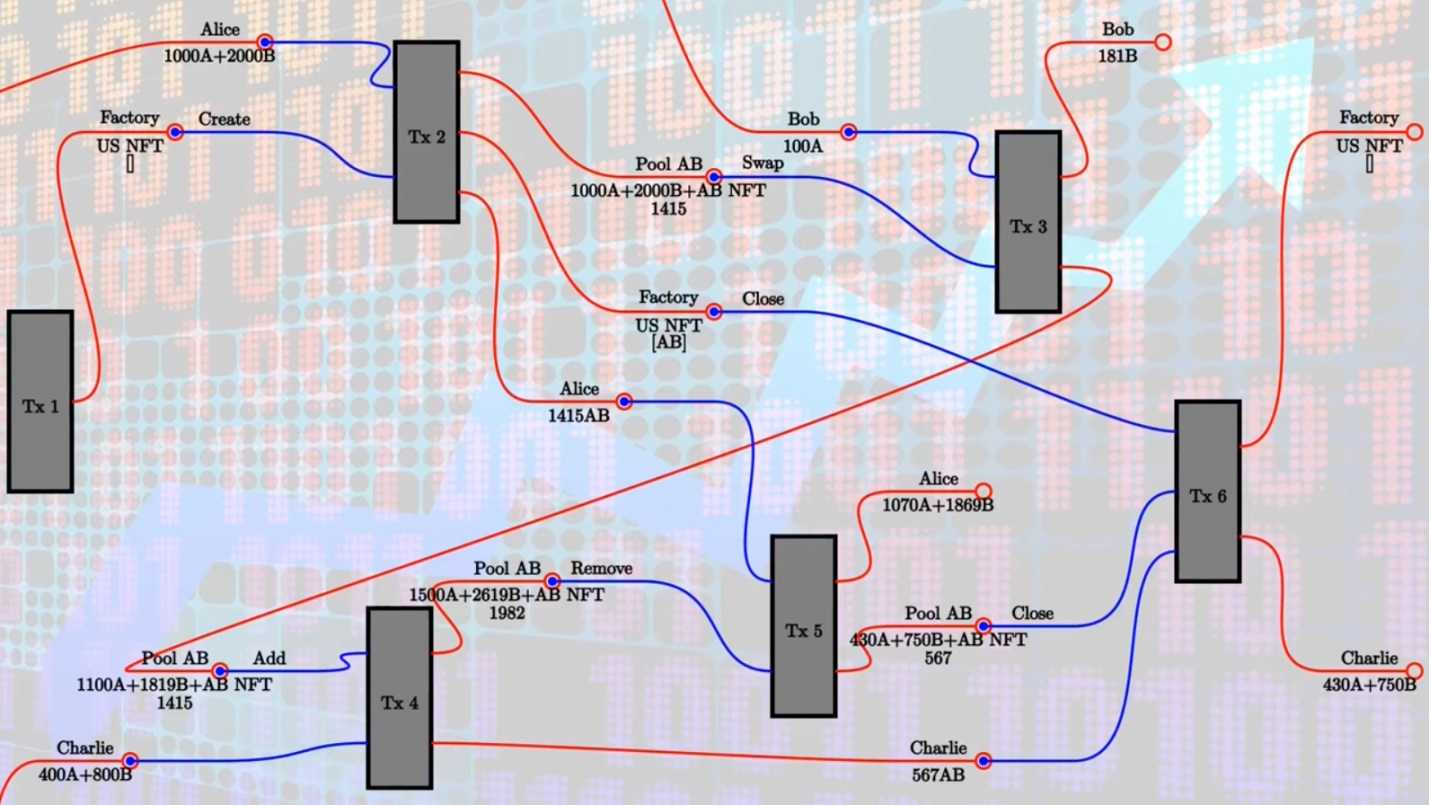 Alice
1000A+2000B
Factory
Create
US NFT
[]
Tx 1
Tx 2
Pool AB
Swap
1000A+2000B+AB NFT
1415
Factory
Close
US NFT
[AB]
Alice
1415AB
Bob
100A
Tx 3
Bob
181B
Factory
US NFT
[]
Pool AB
Add
1100A+1819B+AB NFT
1415
Charlie
400A+800B
Tx 4
Pool AB
Remove
1500A+2619B+AB NFT
1982
Tx 5
Alice
1070A+1869B
Pool AB
Close
430A+750B+AB NFT
567
Charlie
567AB
Tx 6
Charlie
430A+750B